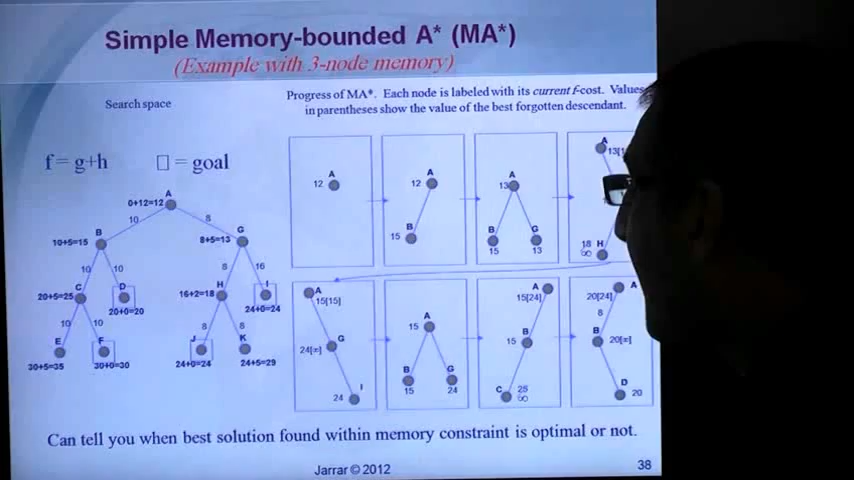 Simple Memory-bounded A* (MA*)
(Example with 3-node memory)
Search space
Progress of MA*. Each node is labeled with its current f-cost. Values
in parentheses show the value of the best forgotten descendant.
f = g+h
□ = goal
A
0+12=12
10
8
B
10+5=15
G
8+5=13
10
10
8
16
C
20+5=25
D
20+0=20
H
16+2=18
I
24+0=24
10
10
8
8
E
30+5=35
F
30+0=30
J
24+0=24
K
24+5=29
A
12
A
12
B
15
A
13
B
15
G
13
A
18 H
∞
A
15[15]
G
24[∞]
I
24
A
15
B
15
G
24
A
15[24]
B
15
C
25
∞
A
20[24]
8
B
20[∞]
D
20
Can tell you when best solution found within memory constraint is optimal or not.
Jarrar © 2012
38